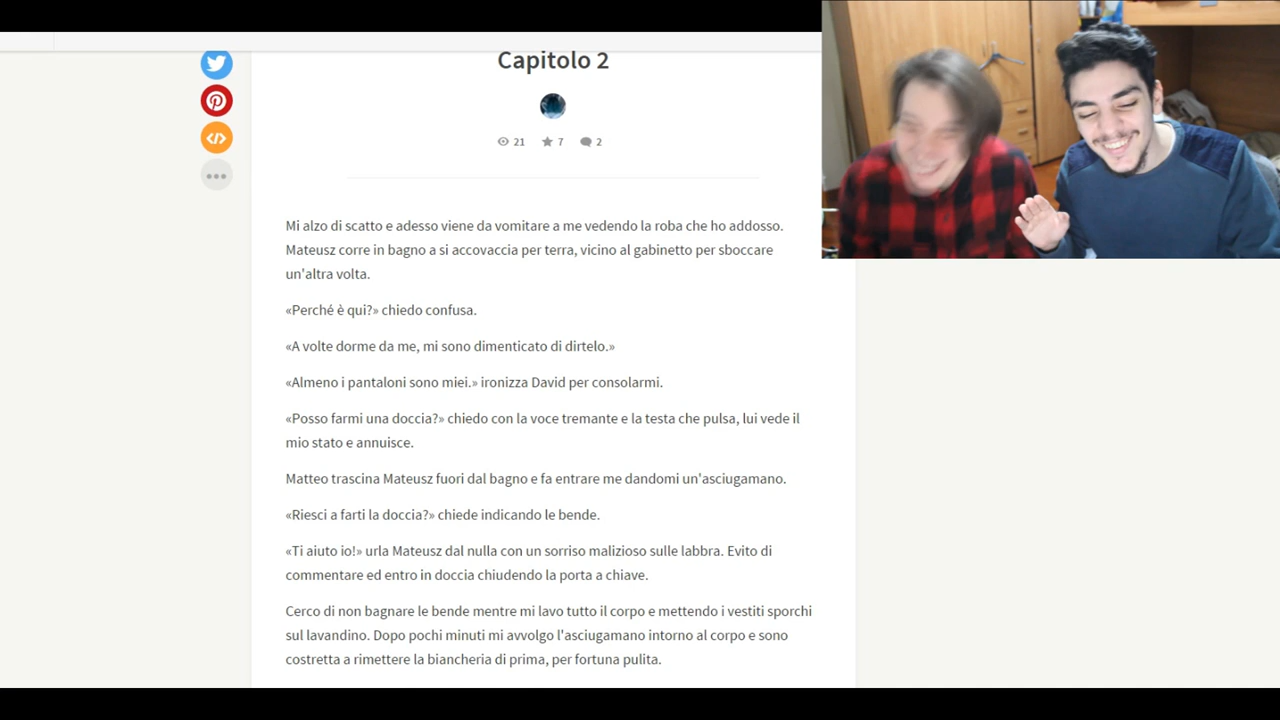 Capitolo 2
21 7 2
Mi alzo di scatto e adesso viene da vomitare a me vedendo la roba che ho addosso.
Mateusz corre in bagno a si accovaccia per terra, vicino al gabinetto per sboccare
un'altra volta.
«Perché è qui?» chiedo confusa.
«A volte dorme da me, mi sono dimenticato di dirtelo.»
«Almeno i pantaloni sono miei.» ironizza David per consolarmi.
«Posso farmi una doccia?» chiedo con la voce tremante e la testa che pulsa, lui vede il
mio stato e annuisce.
Matteo trascina Mateusz fuori dal bagno e fa entrare me dandomi un'asciugamano.
«Riesci a farti la doccia?» chiede indicando le bende.
«Ti aiuto io!» urla Mateusz dal nulla con un sorriso malizioso sulle labbra. Evito di
commentare ed entro in doccia chiudendo la porta a chiave.
Cerco di non bagnare le bende mentre mi lavo tutto il corpo e mettendo i vestiti sporchi
sul lavandino. Dopo pochi minuti mi avvolgo l'asciugamano intorno al corpo e sono
costretta a rimettere la biancheria di prima, per fortuna pulita.